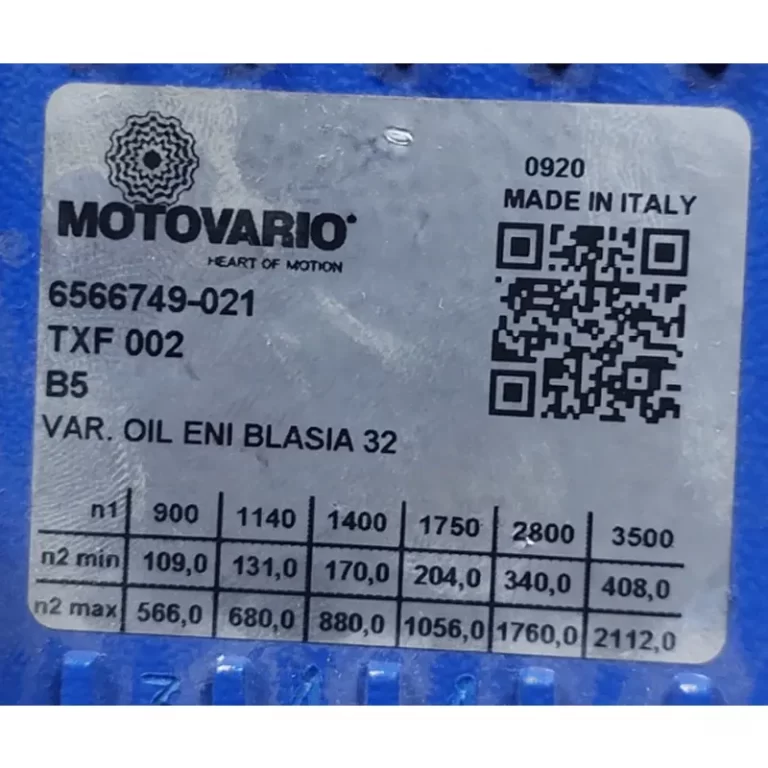 0920
MADE IN ITALY
MOTOVARIO
HEART OF MOTION
6566749-021
TXF 002
B5
VAR. OIL ENI BLASIA 32
n1 900 1140 1400 1750 2800 3500
n2 min 109,0 131,0 170,0 204,0 340,0 408,0
n2 max 566,0 680,0 880,0 1056,0 1760,0 2112,0